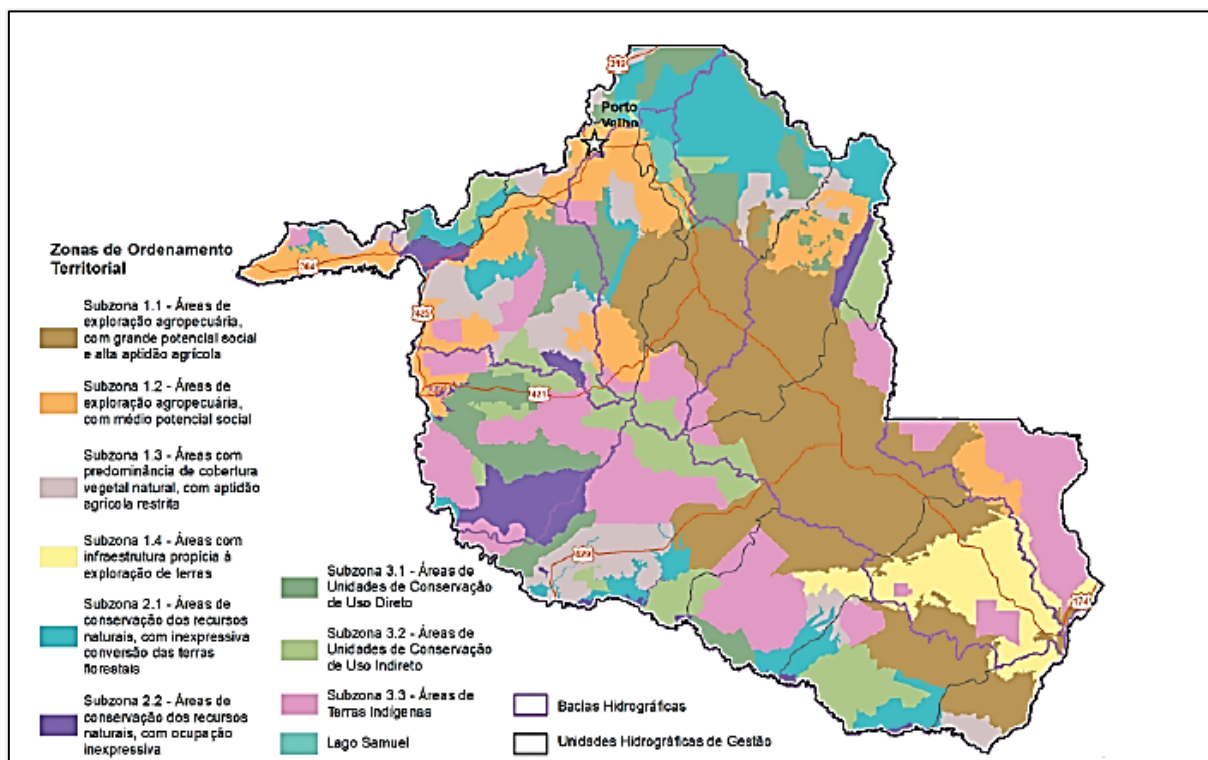 319
Porto
Velho
Zonas de Ordenamento
Territorial
364
425
421
429
174
Subzona 1.1 - Áreas de
exploração agropecuária,
com grande potencial social
e alta aptidão agrícola
Subzona 1.2 - Áreas de
exploração agropecuária,
com médio potencial social
Subzona 1.3 - Áreas com
predominância de cobertura
vegetal natural, com aptidão
agrícola restrita
Subzona 1.4 - Áreas com
infraestrutura propícia à
exploração de terras
Subzona 2.1 - Áreas de
conservação dos recursos
naturais, com inexpressiva
conversão das terras
florestais
Subzona 2.2 - Áreas de
conservação dos recursos
naturais, com ocupação
inexpressiva
Subzona 3.1 - Áreas de
Unidades de Conservação
de Uso Direto
Subzona 3.2 - Áreas de
Unidades de Conservação
de Uso Indireto
Subzona 3.3 - Áreas de
Terras Indígenas
Lago Samuel
Bacias Hidrográficas
Unidades Hidrográficas de Gestão